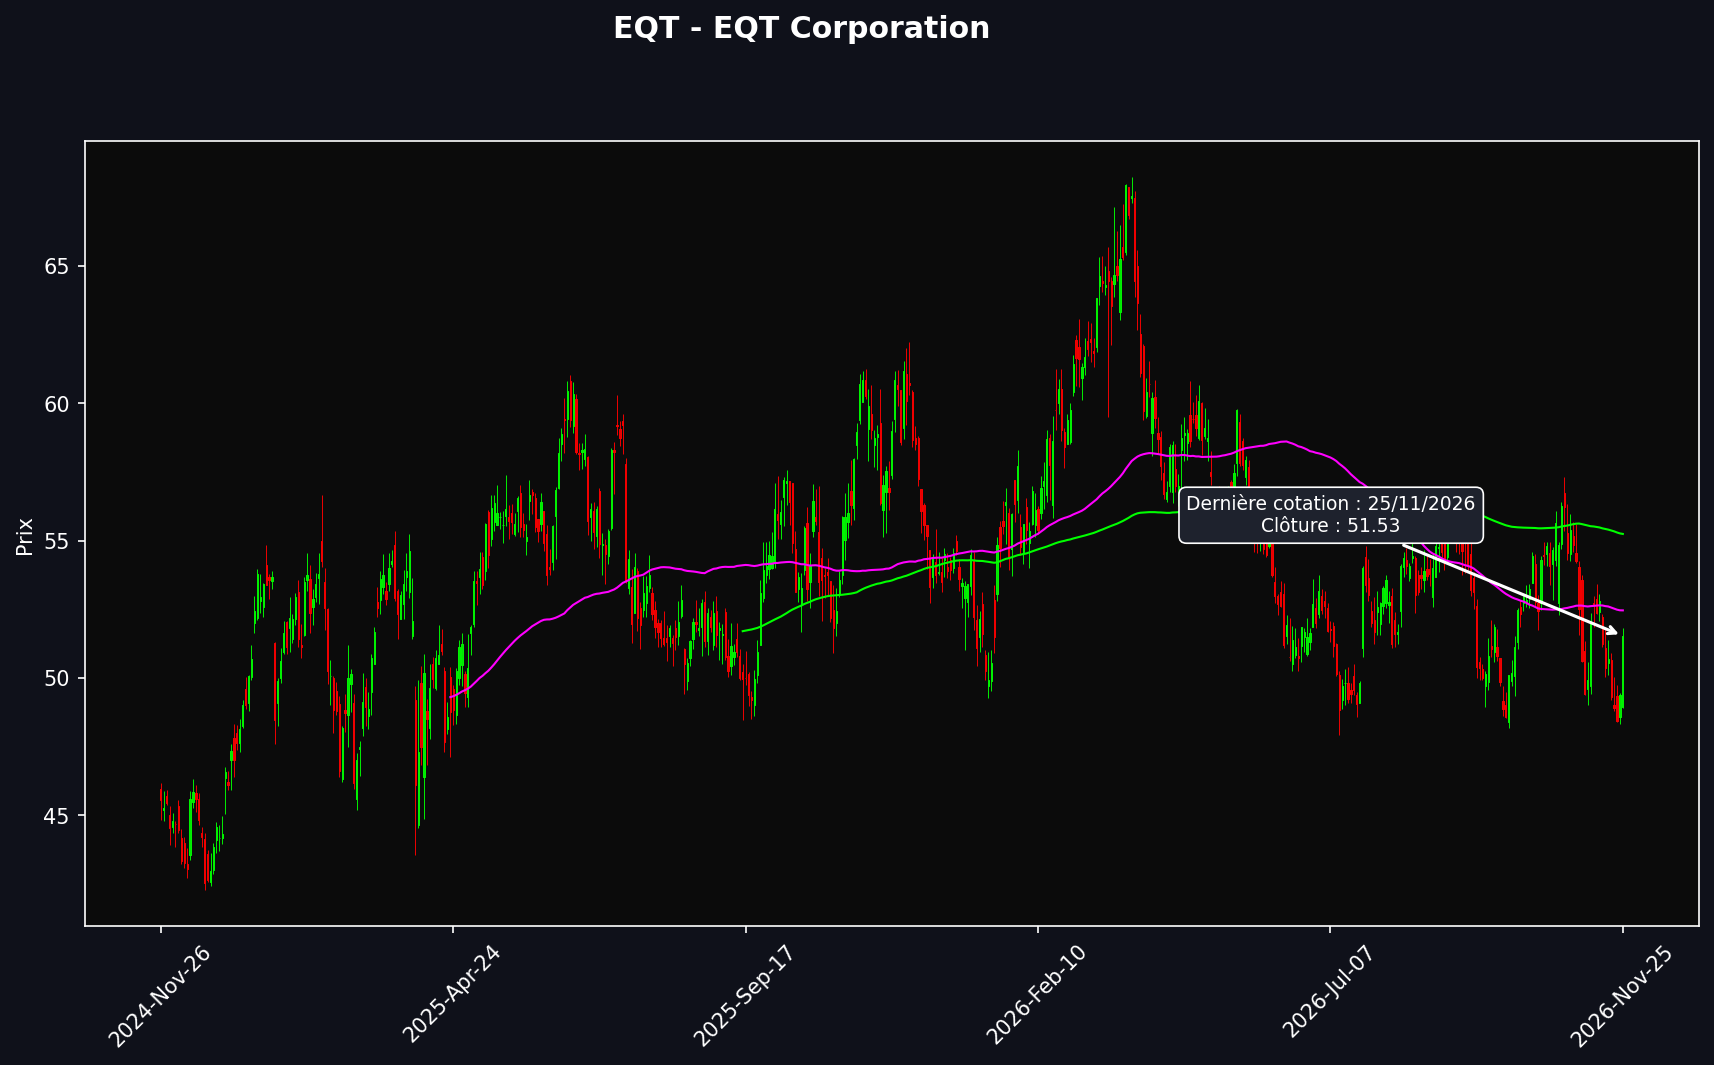 EQT - EQT Corporation
Prix
65
60
55
50
45
Dernière cotation : 25/11/2026
Clôture : 51.53
2024-Nov-26
2025-Apr-24
2025-Sep-17
2026-Feb-10
2026-Jul-07
2026-Nov-25